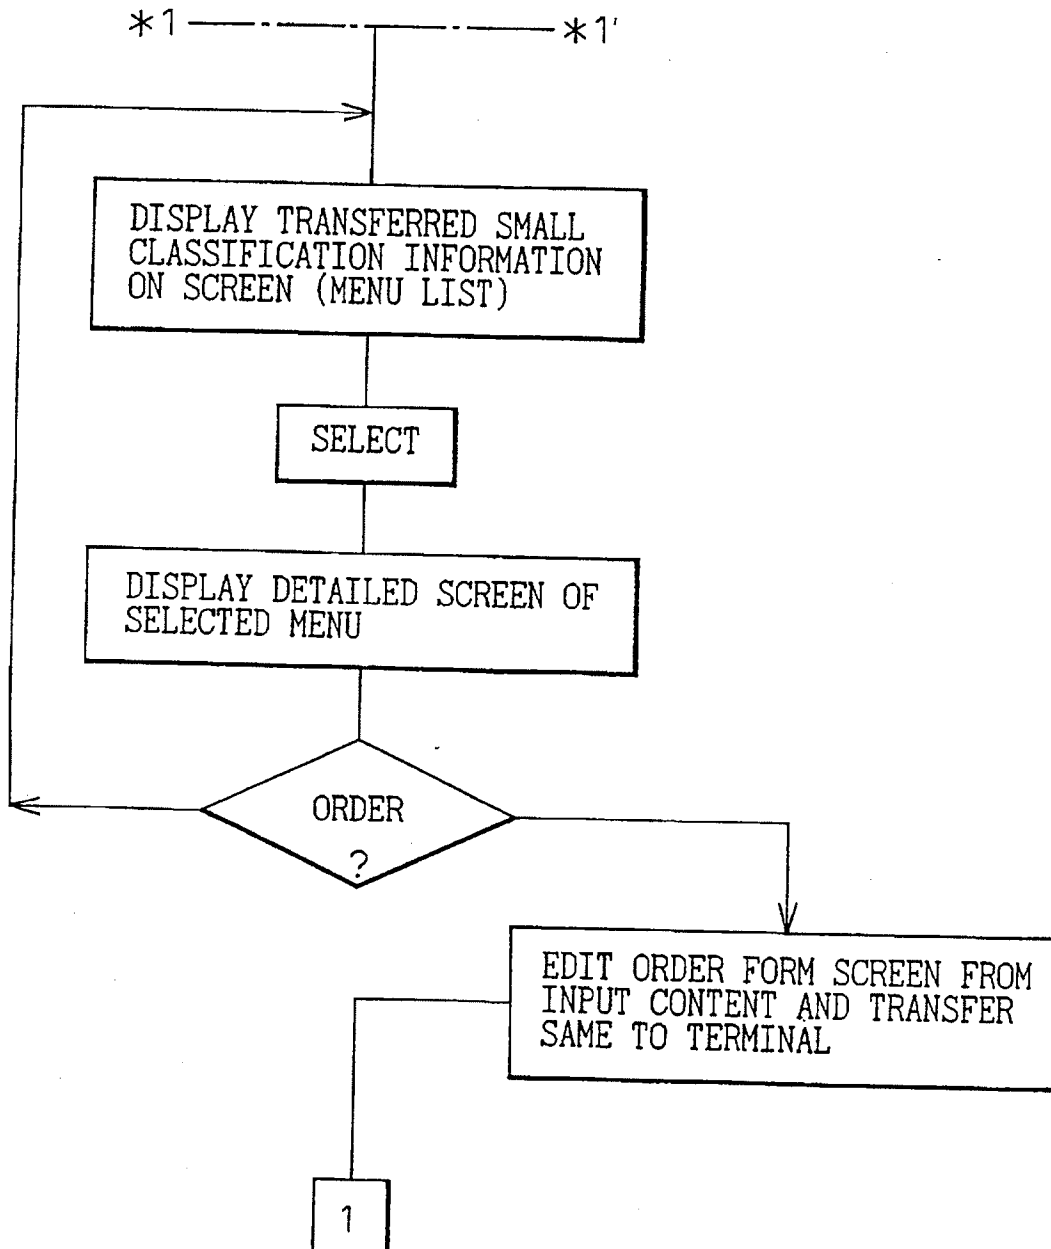 *1 *1'
DISPLAY TRANSFERRED SMALL
CLASSIFICATION INFORMATION
ON SCREEN (MENU LIST)
SELECT
DISPLAY DETAILED SCREEN OF
SELECTED MENU
ORDER
?
EDIT ORDER FORM SCREEN FROM
INPUT CONTENT AND TRANSFER
SAME TO TERMINAL
1